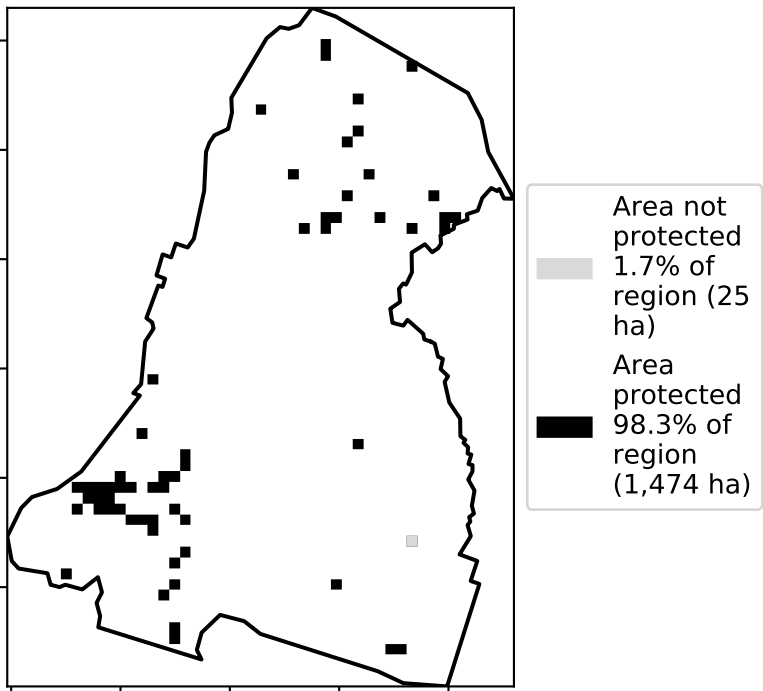 Area not
protected
1.7% of
region (25
ha)
Area
protected
98.3% of
region
(1,474 ha)